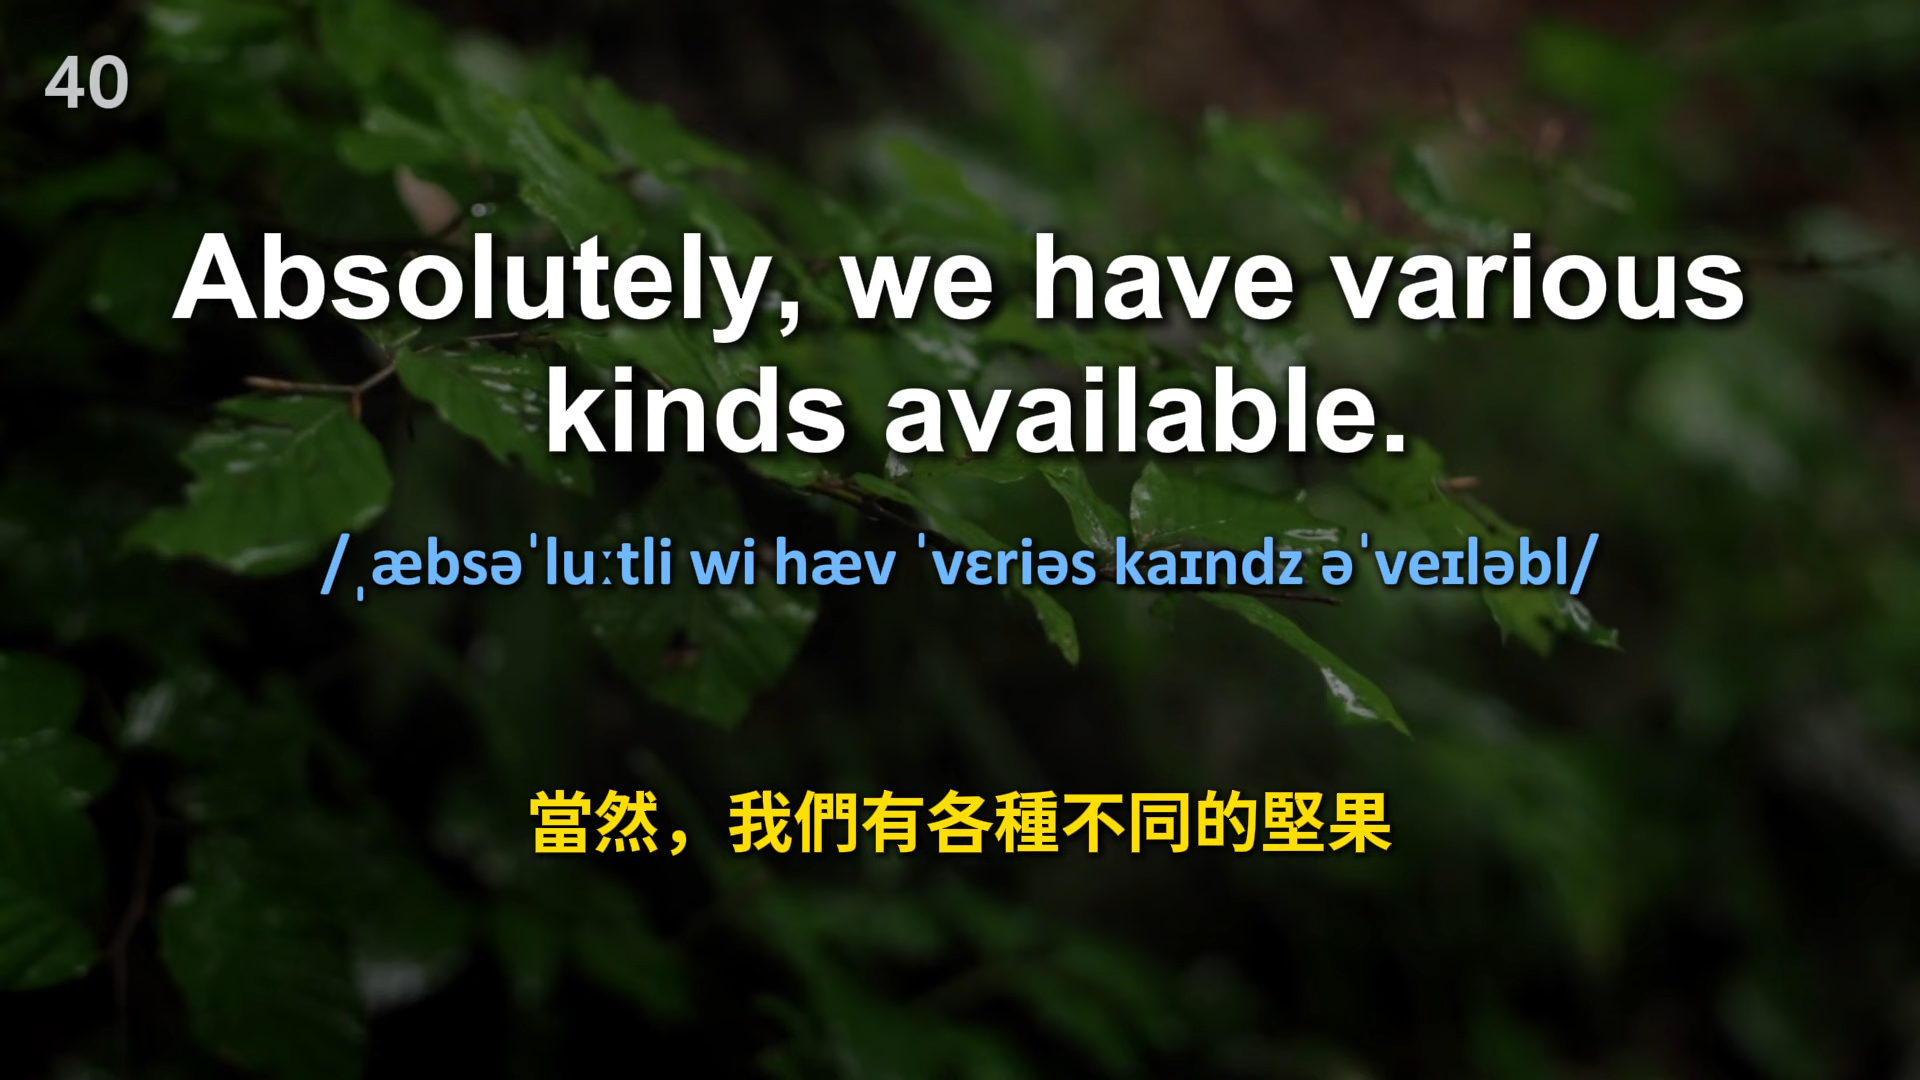 40
Absolutely, we have various
kinds available.
/ˌæbsəˈluːtli wi hæv ˈvɛriəs kaɪndz əˈveɪləbl/
當然，我們有各種不同的堅果